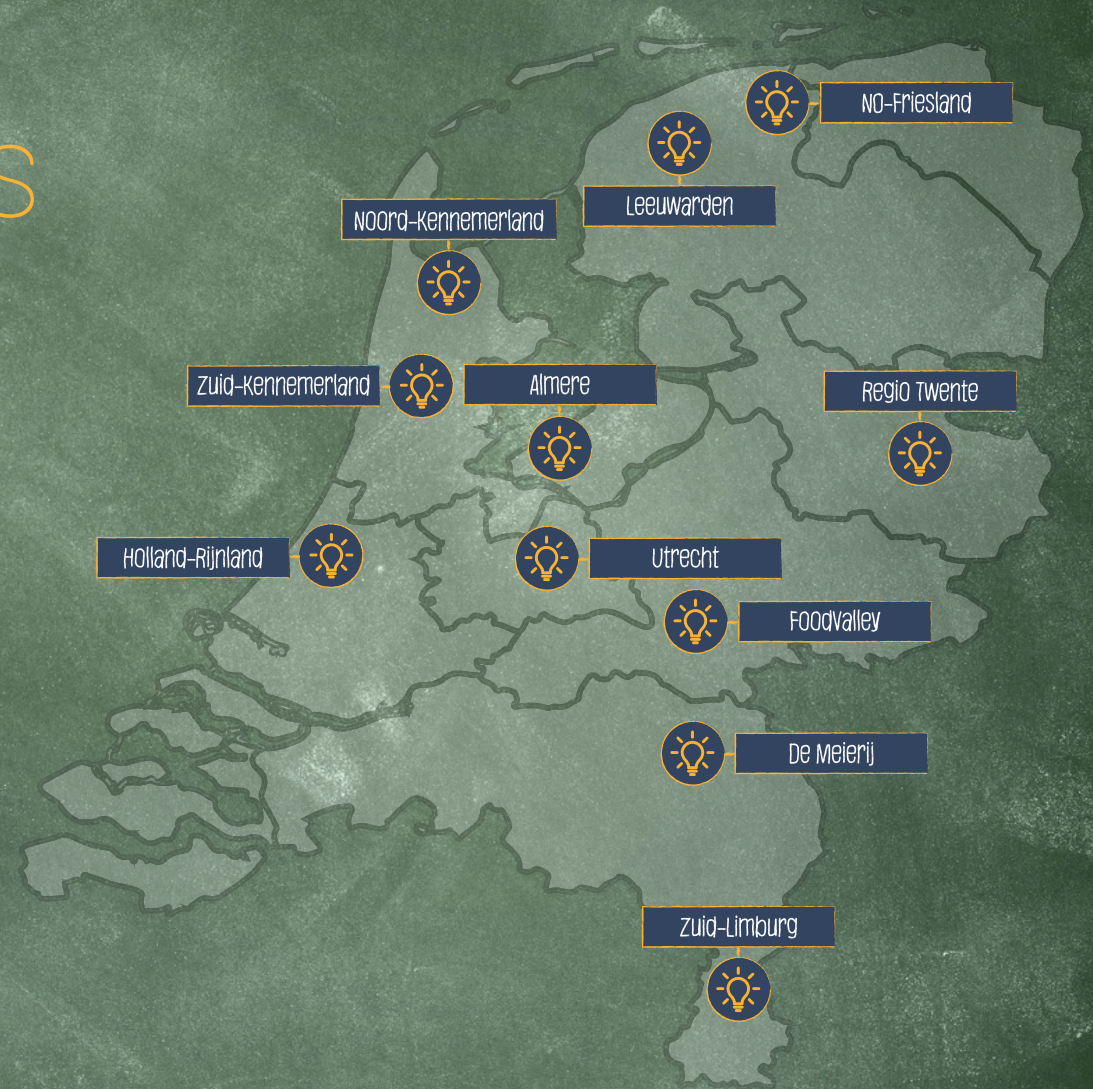 S
NO-Friesland
Leeuwarden
Noord-Kennemerland
Zuid-Kennemerland
Almere
Regio Twente
Holland-Rijnland
Utrecht
FoodValley
De Meierij
Zuid-Limburg